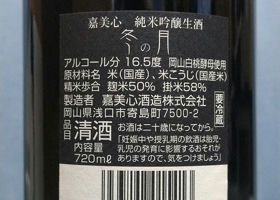 嘉美心 純米吟醸生酒
冬の月
アルコール分 16.5度 岡山白桃酵母使用
原材料名 米(国産)、米こうじ(国産米)
精米歩合 麹米50% 掛米58%
製造者 嘉美心酒造株式会社
岡山県浅口市寄島町7500-2
要冷蔵
品目 清酒
内容量 720ml
お酒は二十歳になってから。
「妊娠中や授乳期の飲酒は胎児・
乳児の発育に影響するおそれが
ありますので、気をつけましょう」